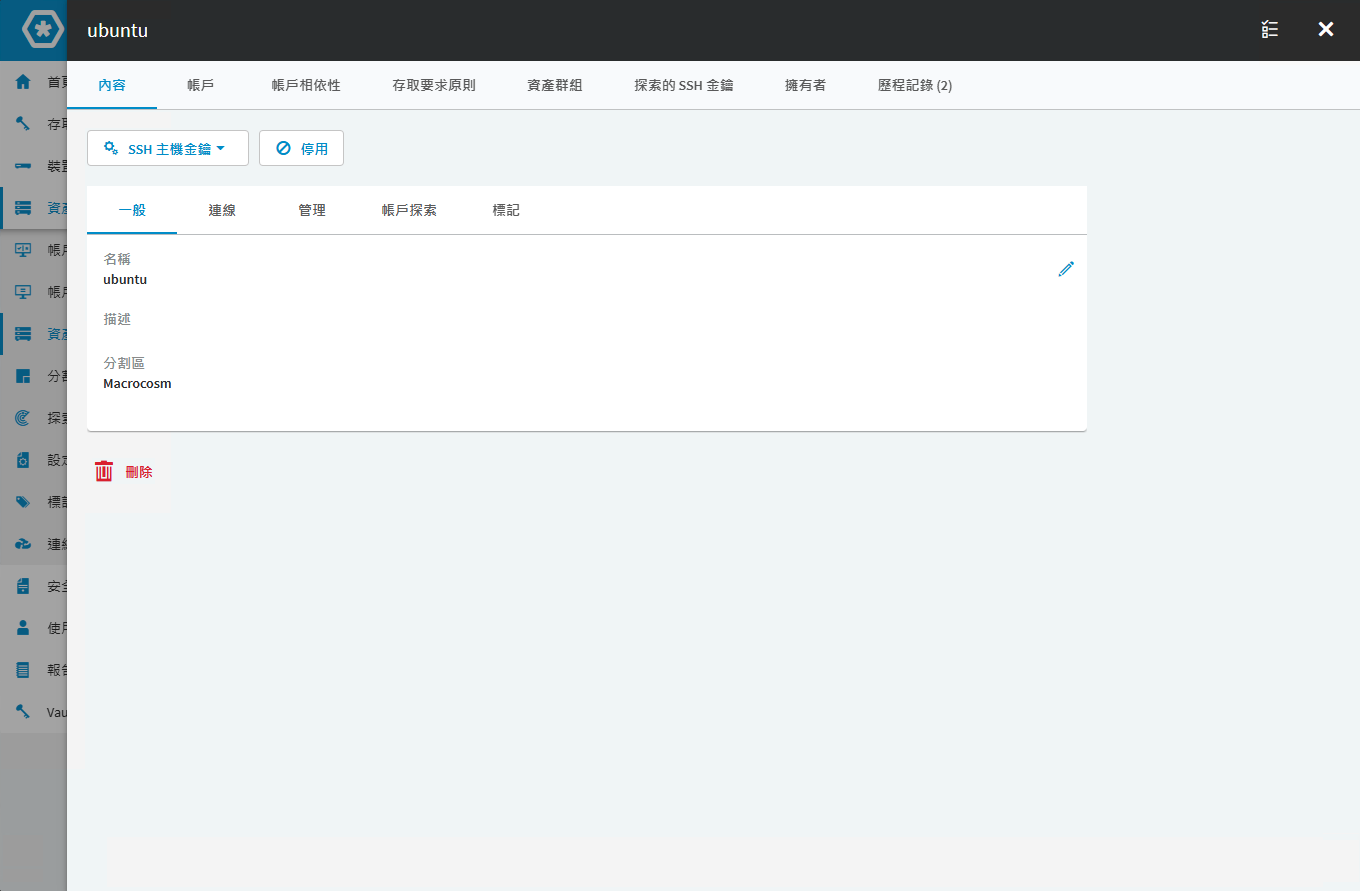 ubuntu
內容 帳戶 帳戶相依性 存取要求原則 資產群組 探索的 SSH 金鑰 擁有者 歷程記錄 (2)
SSH 主機金鑰 停用
一般 連線 管理 帳戶探索 標記
名稱
ubuntu
描述
分割區
Macrocosm
刪除
首
存取
裝置
資產
帳戶
帳戶
資產
分割
探索
設定
標記
連線
安全
使用
報告
Vau